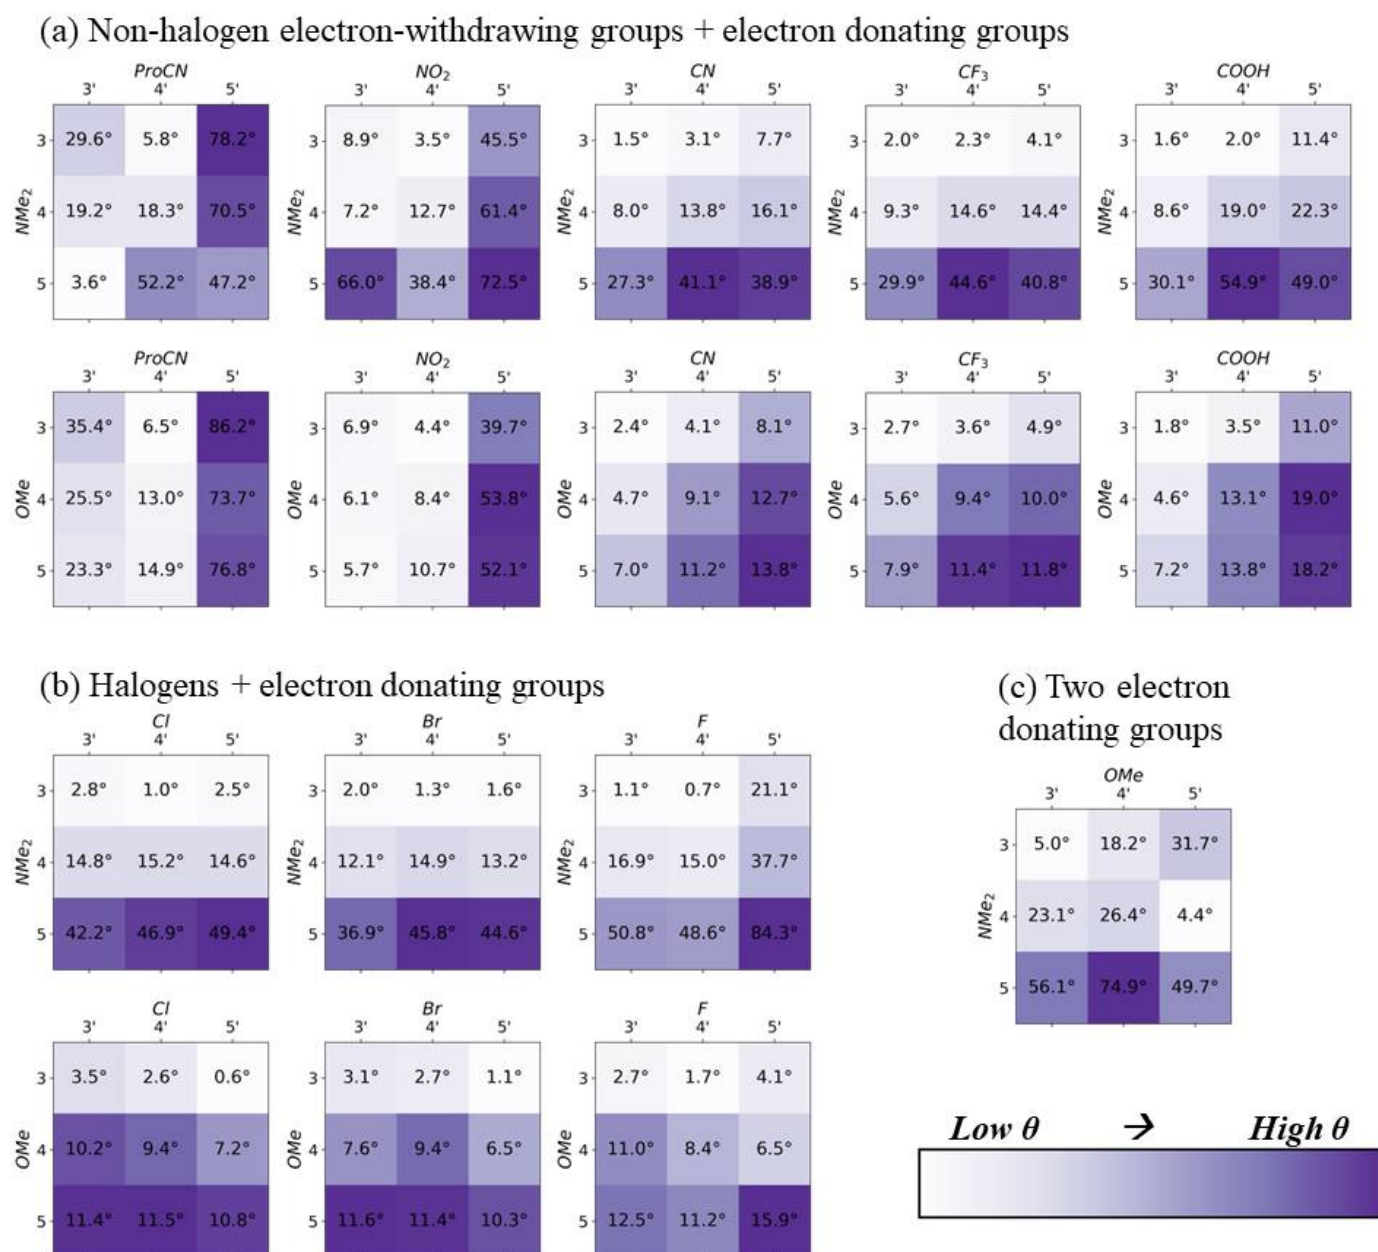 (a) Non-halogen electron-withdrawing groups + electron donating groups
ProCN NO2 CN CF3 COOH
3' 4' 5' 3' 4' 5' 3' 4' 5' 3' 4' 5' 3' 4' 5'
3 29.6° 5.8° 78.2° 3 8.9° 3.5° 45.5° 3 1.5° 3.1° 7.7° 3 2.0° 2.3° 4.1° 3 1.6° 2.0° 11.4°
NMe2 4 19.2° 18.3° 70.5° NMe2 4 7.2° 12.7° 61.4° NMe2 4 8.0° 13.8° 16.1° NMe2 4 9.3° 14.6° 14.4° NMe2 4 8.6° 19.0° 22.3°
5 3.6° 52.2° 47.2° 5 66.0° 38.4° 72.5° 5 27.3° 41.1° 38.9° 5 29.9° 44.6° 40.8° 5 30.1° 54.9° 49.0°
ProCN NO2 CN CF3 COOH
3' 4' 5' 3' 4' 5' 3' 4' 5' 3' 4' 5' 3' 4' 5'
3 35.4° 6.5° 86.2° 3 6.9° 4.4° 39.7° 3 2.4° 4.1° 8.1° 3 2.7° 3.6° 4.9° 3 1.8° 3.5° 11.0°
OMe 4 25.5° 13.0° 73.7° OMe 4 6.1° 8.4° 53.8° OMe 4 4.7° 9.1° 12.7° OMe 4 5.6° 9.4° 10.0° OMe 4 4.6° 13.1° 19.0°
5 23.3° 14.9° 76.8° 5 5.7° 10.7° 52.1° 5 7.0° 11.2° 13.8° 5 7.9° 11.4° 11.8° 5 7.2° 13.8° 18.2°
(b) Halogens + electron donating groups
Cl Br F
3' 4' 5' 3' 4' 5' 3' 4' 5'
3 2.8° 1.0° 2.5° 3 2.0° 1.3° 1.6° 3 1.1° 0.7° 21.1°
NMe2 4 14.8° 15.2° 14.6° NMe2 4 12.1° 14.9° 13.2° NMe2 4 16.9° 15.0° 37.7°
5 42.2° 46.9° 49.4° 5 36.9° 45.8° 44.6° 5 50.8° 48.6° 84.3°
Cl Br F
3' 4' 5' 3' 4' 5' 3' 4' 5'
3 3.5° 2.6° 0.6° 3 3.1° 2.7° 1.1° 3 2.7° 1.7° 4.1°
OMe 4 10.2° 9.4° 7.2° OMe 4 7.6° 9.4° 6.5° OMe 4 11.0° 8.4° 6.5°
5 11.4° 11.5° 10.8° 5 11.6° 11.4° 10.3° 5 12.5° 11.2° 15.9°
(c) Two electron
donating groups
OMe
3' 4' 5'
3 5.0° 18.2° 31.7°
NMe2 4 23.1° 26.4° 4.4°
5 56.1° 74.9° 49.7°
Low θ → High θ